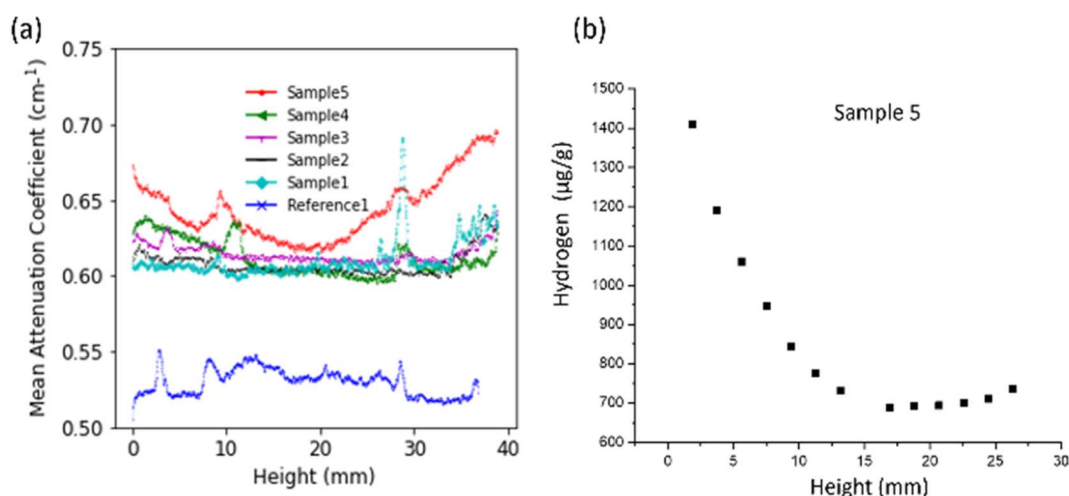 (a)
Mean Attenuation Coefficient (cm⁻¹)
0.75
0.70
0.65
0.60
0.55
0.50
Sample5
Sample4
Sample3
Sample2
Sample1
Reference1
0 10 20 30 40
Height (mm)
(b)
Hydrogen (µg/g)
1500
1400
1300
1200
1100
1000
900
800
700
600
Sample 5
0 5 10 15 20 25 30
Height (mm)